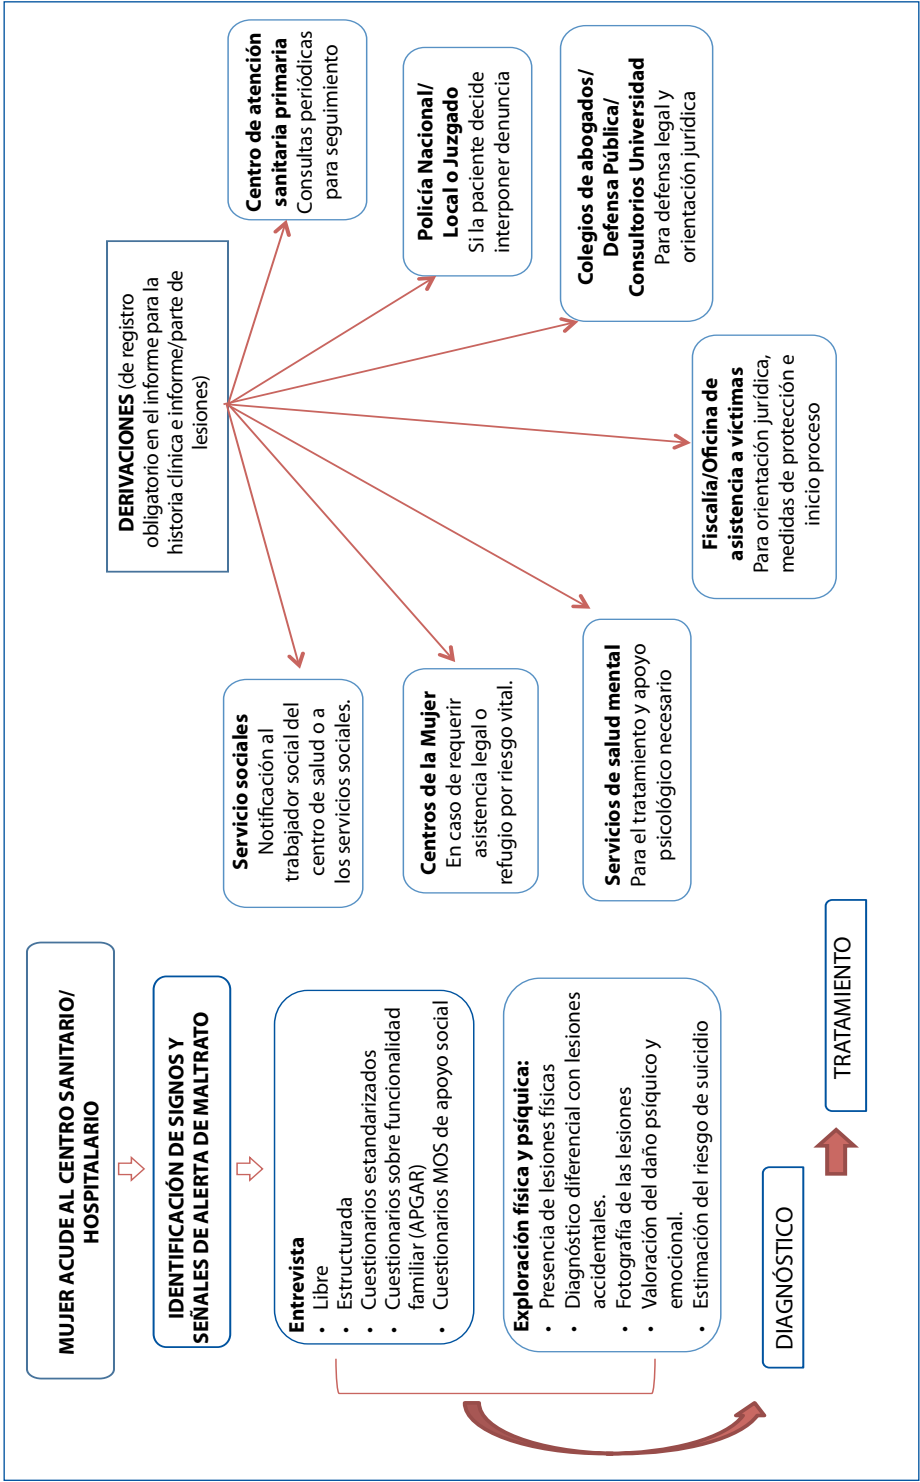 MUJER ACUDE AL CENTRO SANITARIO/
HOSPITALARIO
IDENTIFICACIÓN DE SIGNOS Y
SEÑALES DE ALERTA DE MALTRATO
Entrevista
• Libre
• Estructurada
• Cuestionarios estandarizados
• Cuestionarios sobre funcionalidad
familiar (APGAR)
• Cuestionarios MOS de apoyo social
Exploración física y psíquica:
• Presencia de lesiones físicas
• Diagnóstico diferencial con lesiones
accidentales.
• Fotografía de las lesiones
• Valoración del daño psíquico y
emocional.
• Estimación del riesgo de suicidio
DIAGNÓSTICO
TRATAMIENTO
DERIVACIONES (de registro
obligatorio en el informe para la
historia clínica e informe/parte de
lesiones)
Servicio sociales
Notificación al
trabajador social del
centro de salud o a
los servicios sociales.
Centros de la Mujer
En caso de requerir
asistencia legal o
refugio por riesgo vital.
Servicios de salud mental
Para el tratamiento y apoyo
psicológico necesario
Fiscalía/Oficina de
asistencia a víctimas
Para orientación jurídica,
medidas de protección e
inicio proceso
Colegios de abogados/
Defensa Pública/
Consultorios Universidad
Para defensa legal y
orientación jurídica
Policía Nacional/
Local o Juzgado
Si la paciente decide
interponer denuncia
Centro de atención
sanitaria primaria
Consultas periódicas
para seguimiento